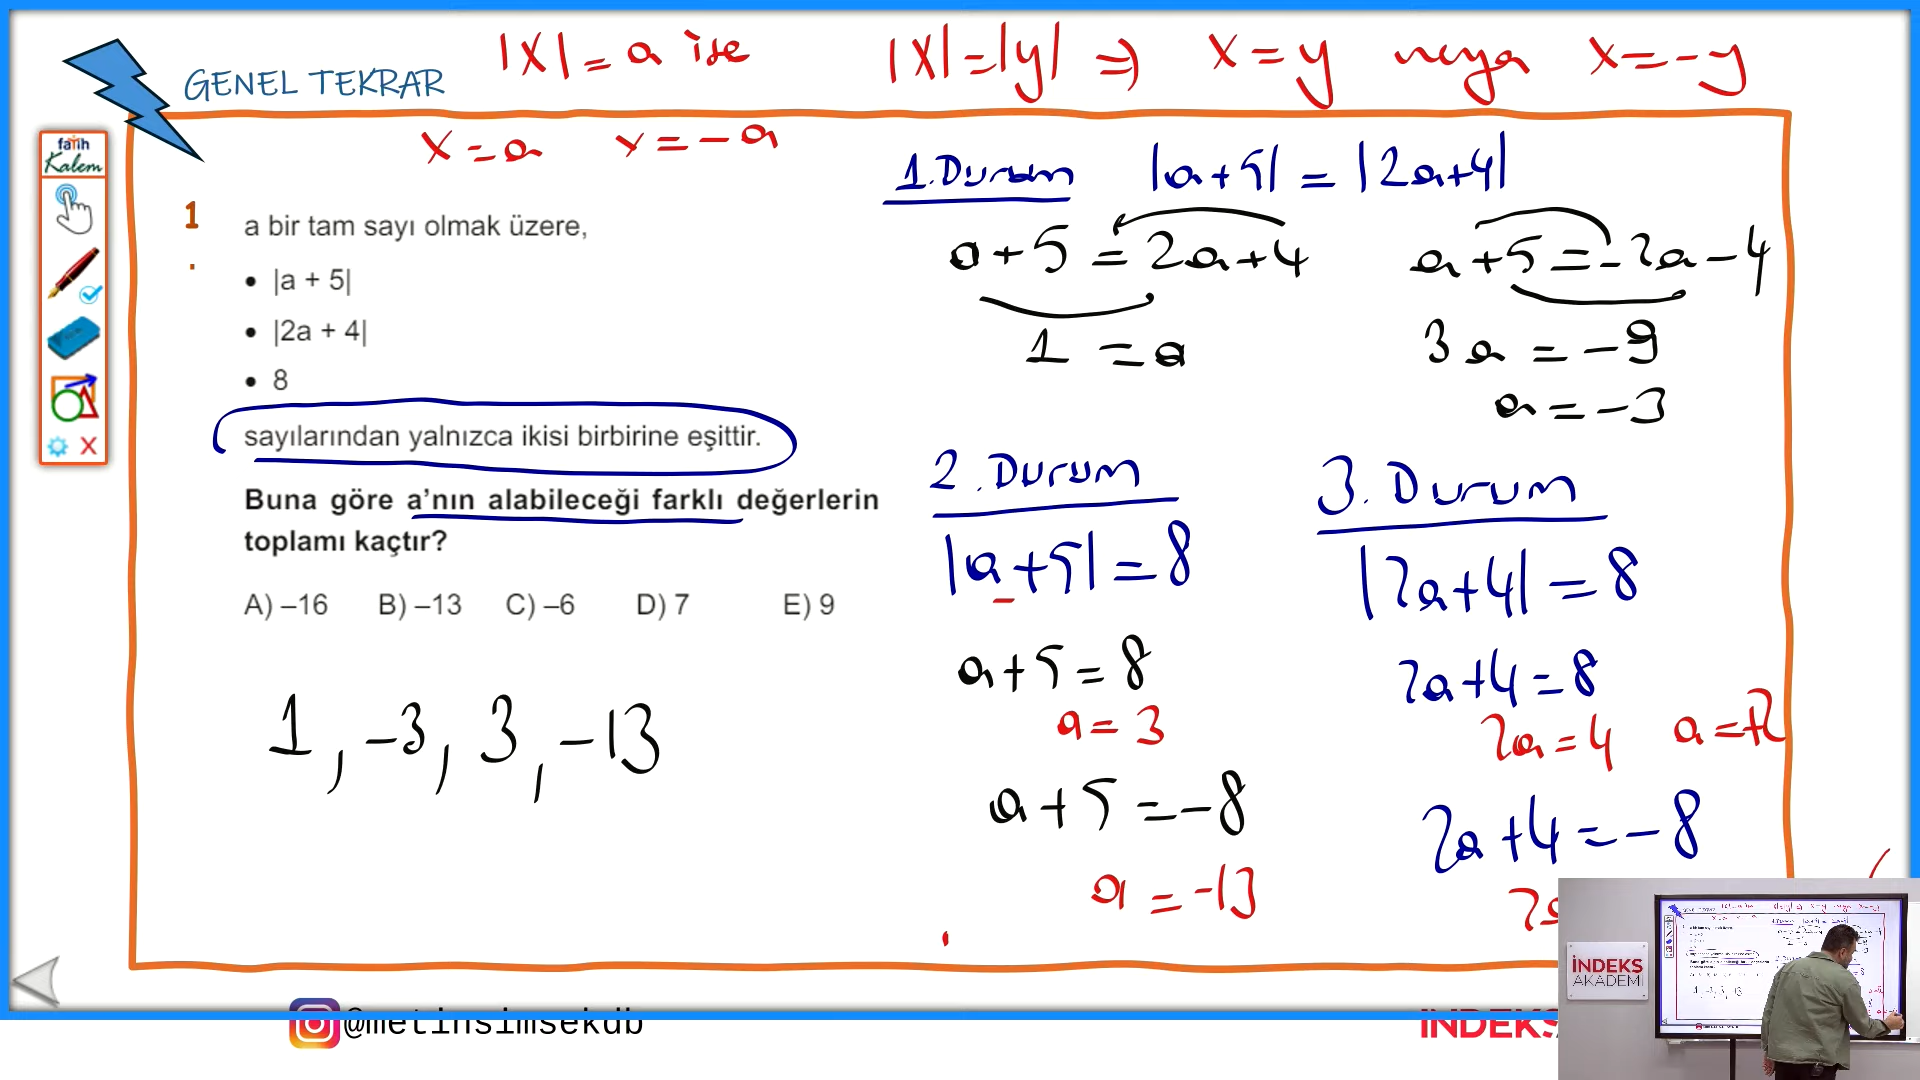 |x| = a ise |x| = |y| ⇒ x = y veya x = -y
GENEL TEKRAR
x = a x = -a
fatih
Kalem
1.Durum |a+5| = |2a+4|
1
.
a bir tam sayı olmak üzere,
• |a + 5|
• |2a + 4|
• 8
sayılarından yalnızca ikisi birbirine eşittir.
Buna göre a'nın alabileceği farklı değerlerin
toplamı kaçtır?
A) –16 B) –13 C) –6 D) 7 E) 9
1, -3, 3, -13
a+5 = 2a+4
1 = a
a+5 = -2a-4
3a = -9
a = -3
2.Durum
|a+5| = 8
a+5 = 8
a = 3
a+5 = -8
a = -13
3. Durum
|2a+4| = 8
2a+4 = 8
2a = 4 a = +2
2a+4 = -8
@metinsimsekdb
İNDEKS
İNDEKS
AKADEMİ